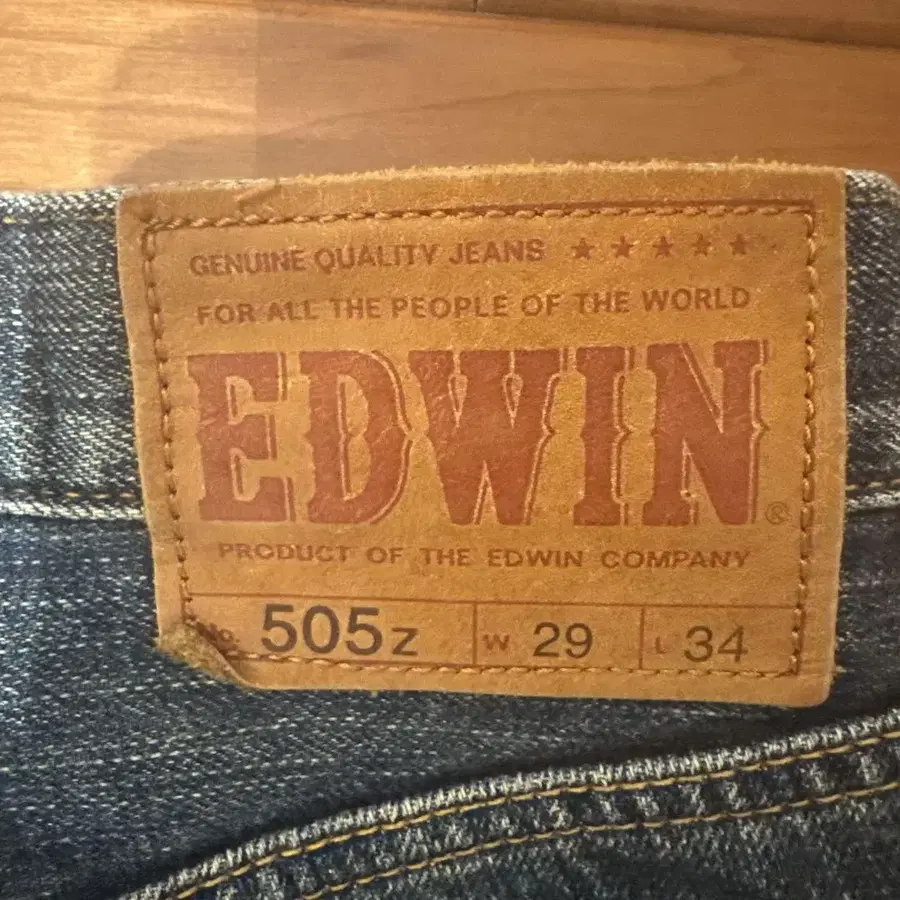 GENUINE QUALITY JEANS ★★★★★
FOR ALL THE PEOPLE OF THE WORLD
EDWIN®
PRODUCT OF THE EDWIN COMPANY
No. 505Z W 29 L 34